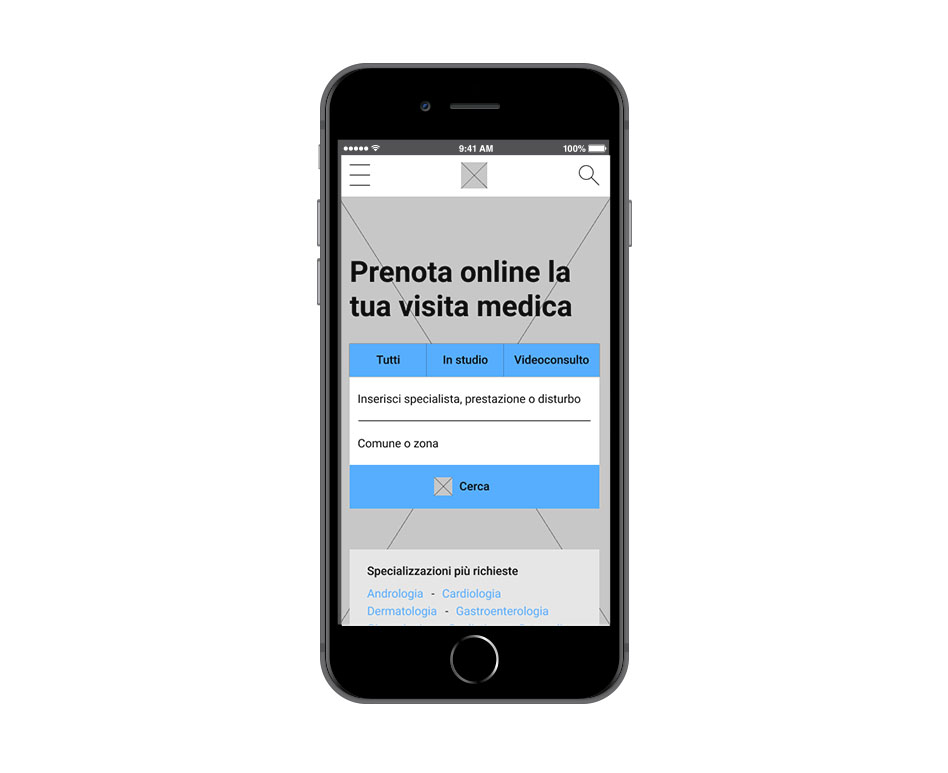 9:41 AM 100%
Prenota online la
tua visita medica
Tutti In studio Videoconsulto
Inserisci specialista, prestazione o disturbo
Comune o zona
Cerca
Specializzazioni più richieste
Andrologia - Cardiologia
Dermatologia - Gastroenterologia